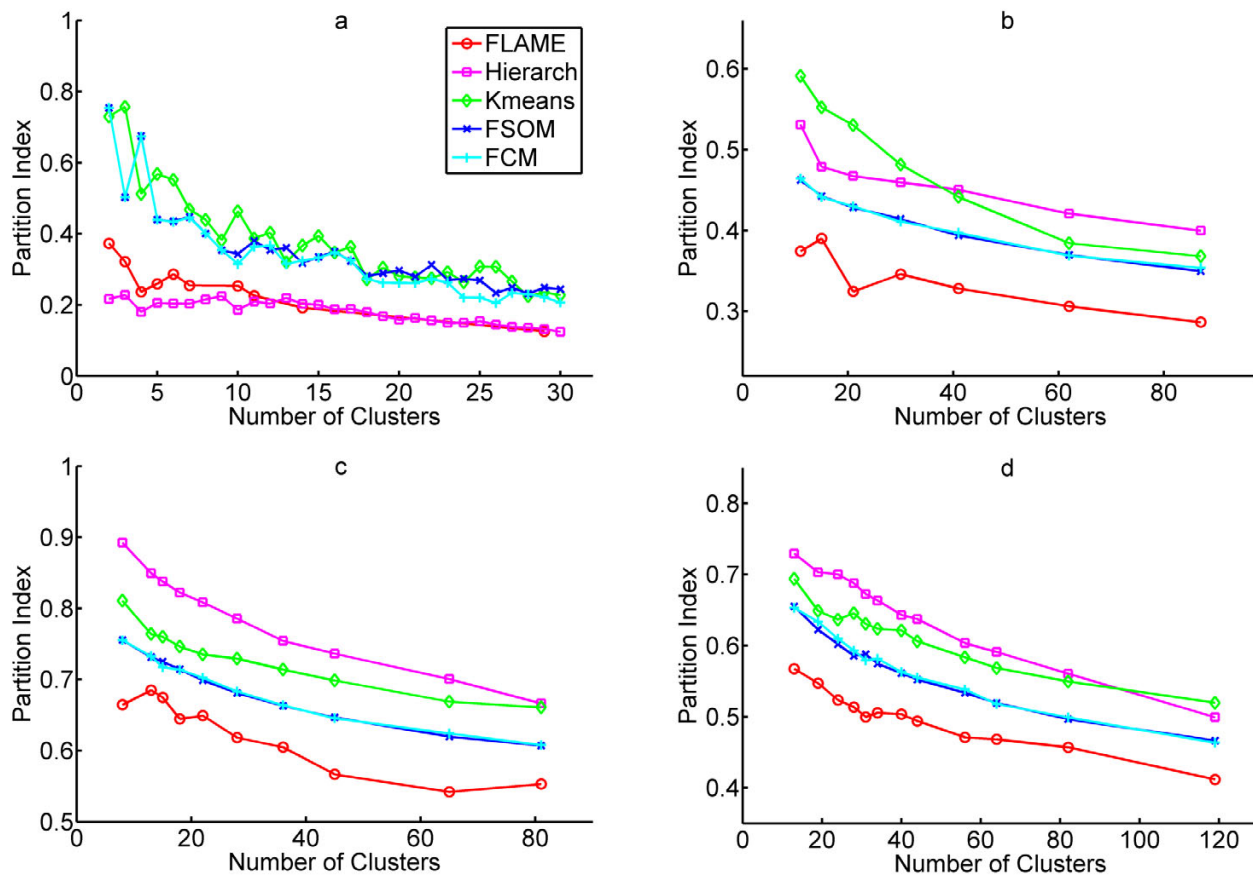 a
1
0.8
0.6
0.4
0.2
0
Partition Index
0 5 10 15 20 25 30
Number of Clusters
FLAME
Hierarch
Kmeans
FSOM
FCM
b
0.6
0.5
0.4
0.3
Partition Index
0 20 40 60 80
Number of Clusters
c
1
0.9
0.8
0.7
0.6
0.5
Partition Index
0 20 40 60 80
Number of Clusters
d
0.8
0.7
0.6
0.5
0.4
Partition Index
0 20 40 60 80 100 120
Number of Clusters